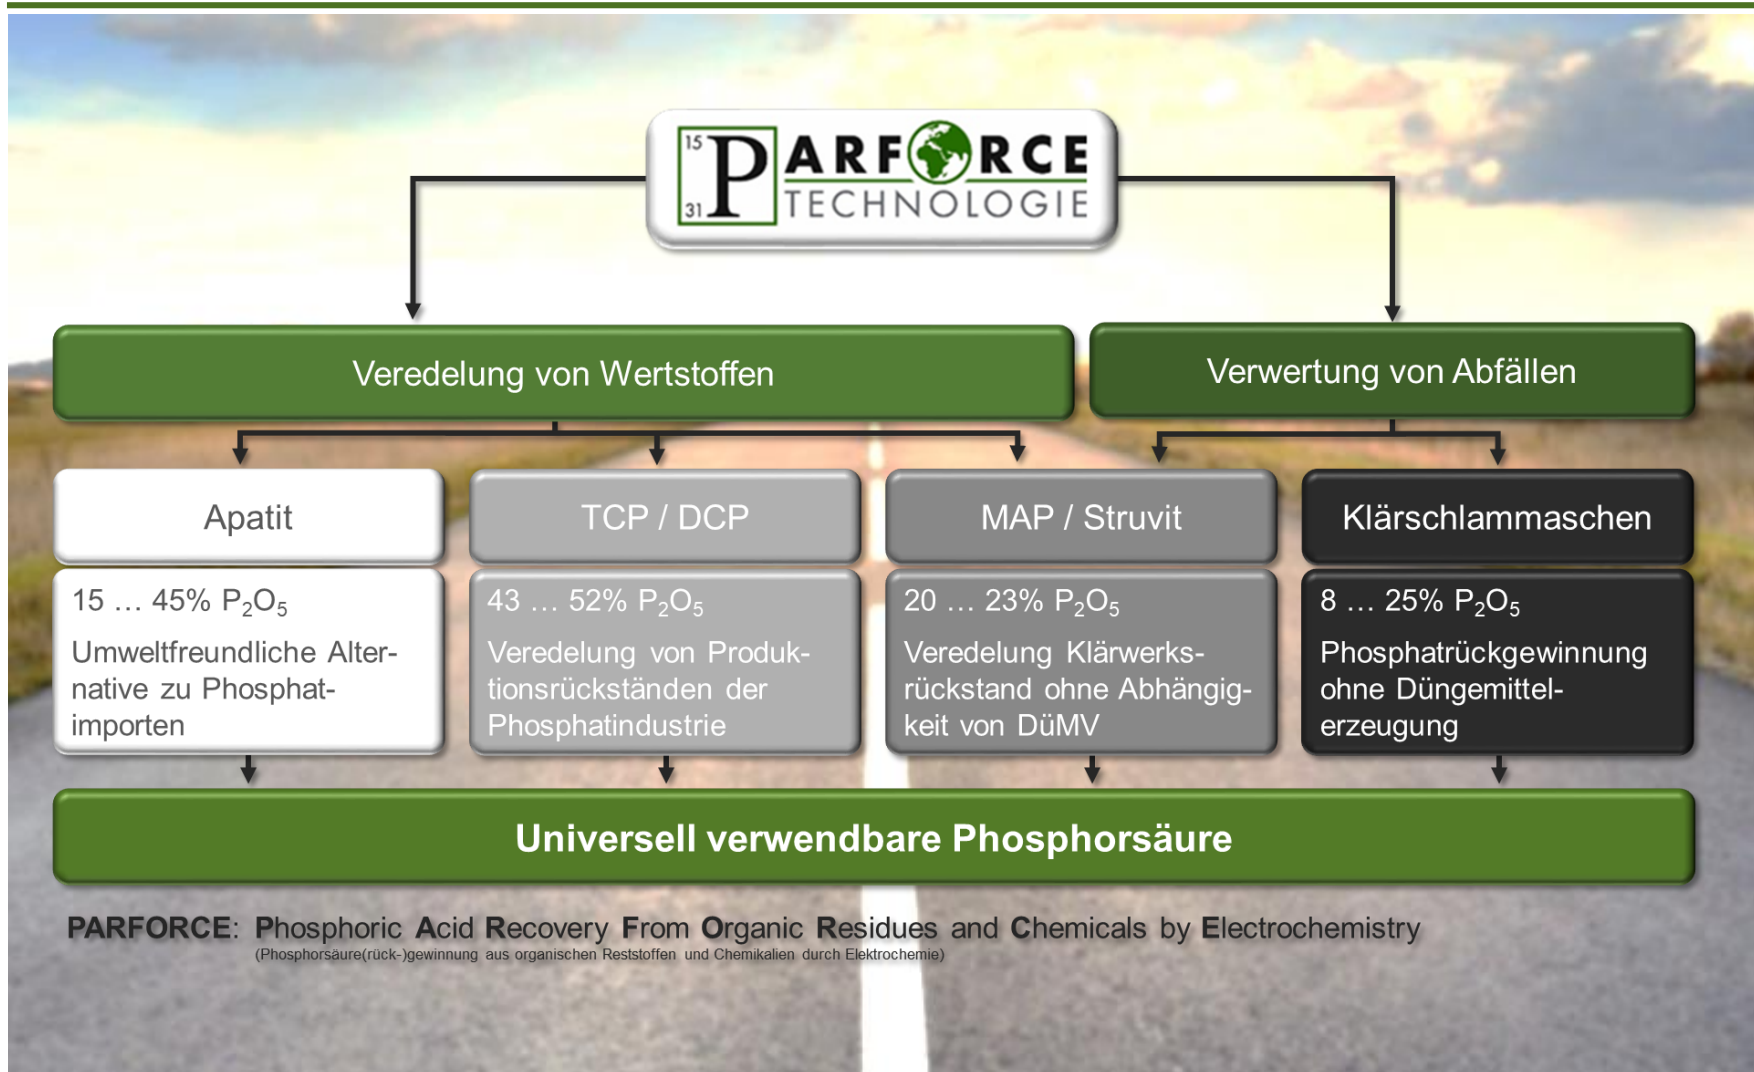 15
PARFORCE
31
TECHNOLOGIE
Veredelung von Wertstoffen
Verwertung von Abfällen
Apatit
TCP / DCP
MAP / Struvit
Klärschlammaschen
15 … 45% P₂O₅
Umweltfreundliche Alter-
native zu Phosphat-
importen
43 … 52% P₂O₅
Veredelung von Produk-
tionsrückständen der
Phosphatindustrie
20 … 23% P₂O₅
Veredelung Klärwerks-
rückstand ohne Abhängig-
keit von DüMV
8 … 25% P₂O₅
Phosphatrückgewinnung
ohne Düngemittel-
erzeugung
Universell verwendbare Phosphorsäure
PARFORCE: Phosphoric Acid Recovery From Organic Residues and Chemicals by Electrochemistry
(Phosphorsäure(rück-)gewinnung aus organischen Reststoffen und Chemikalien durch Elektrochemie)